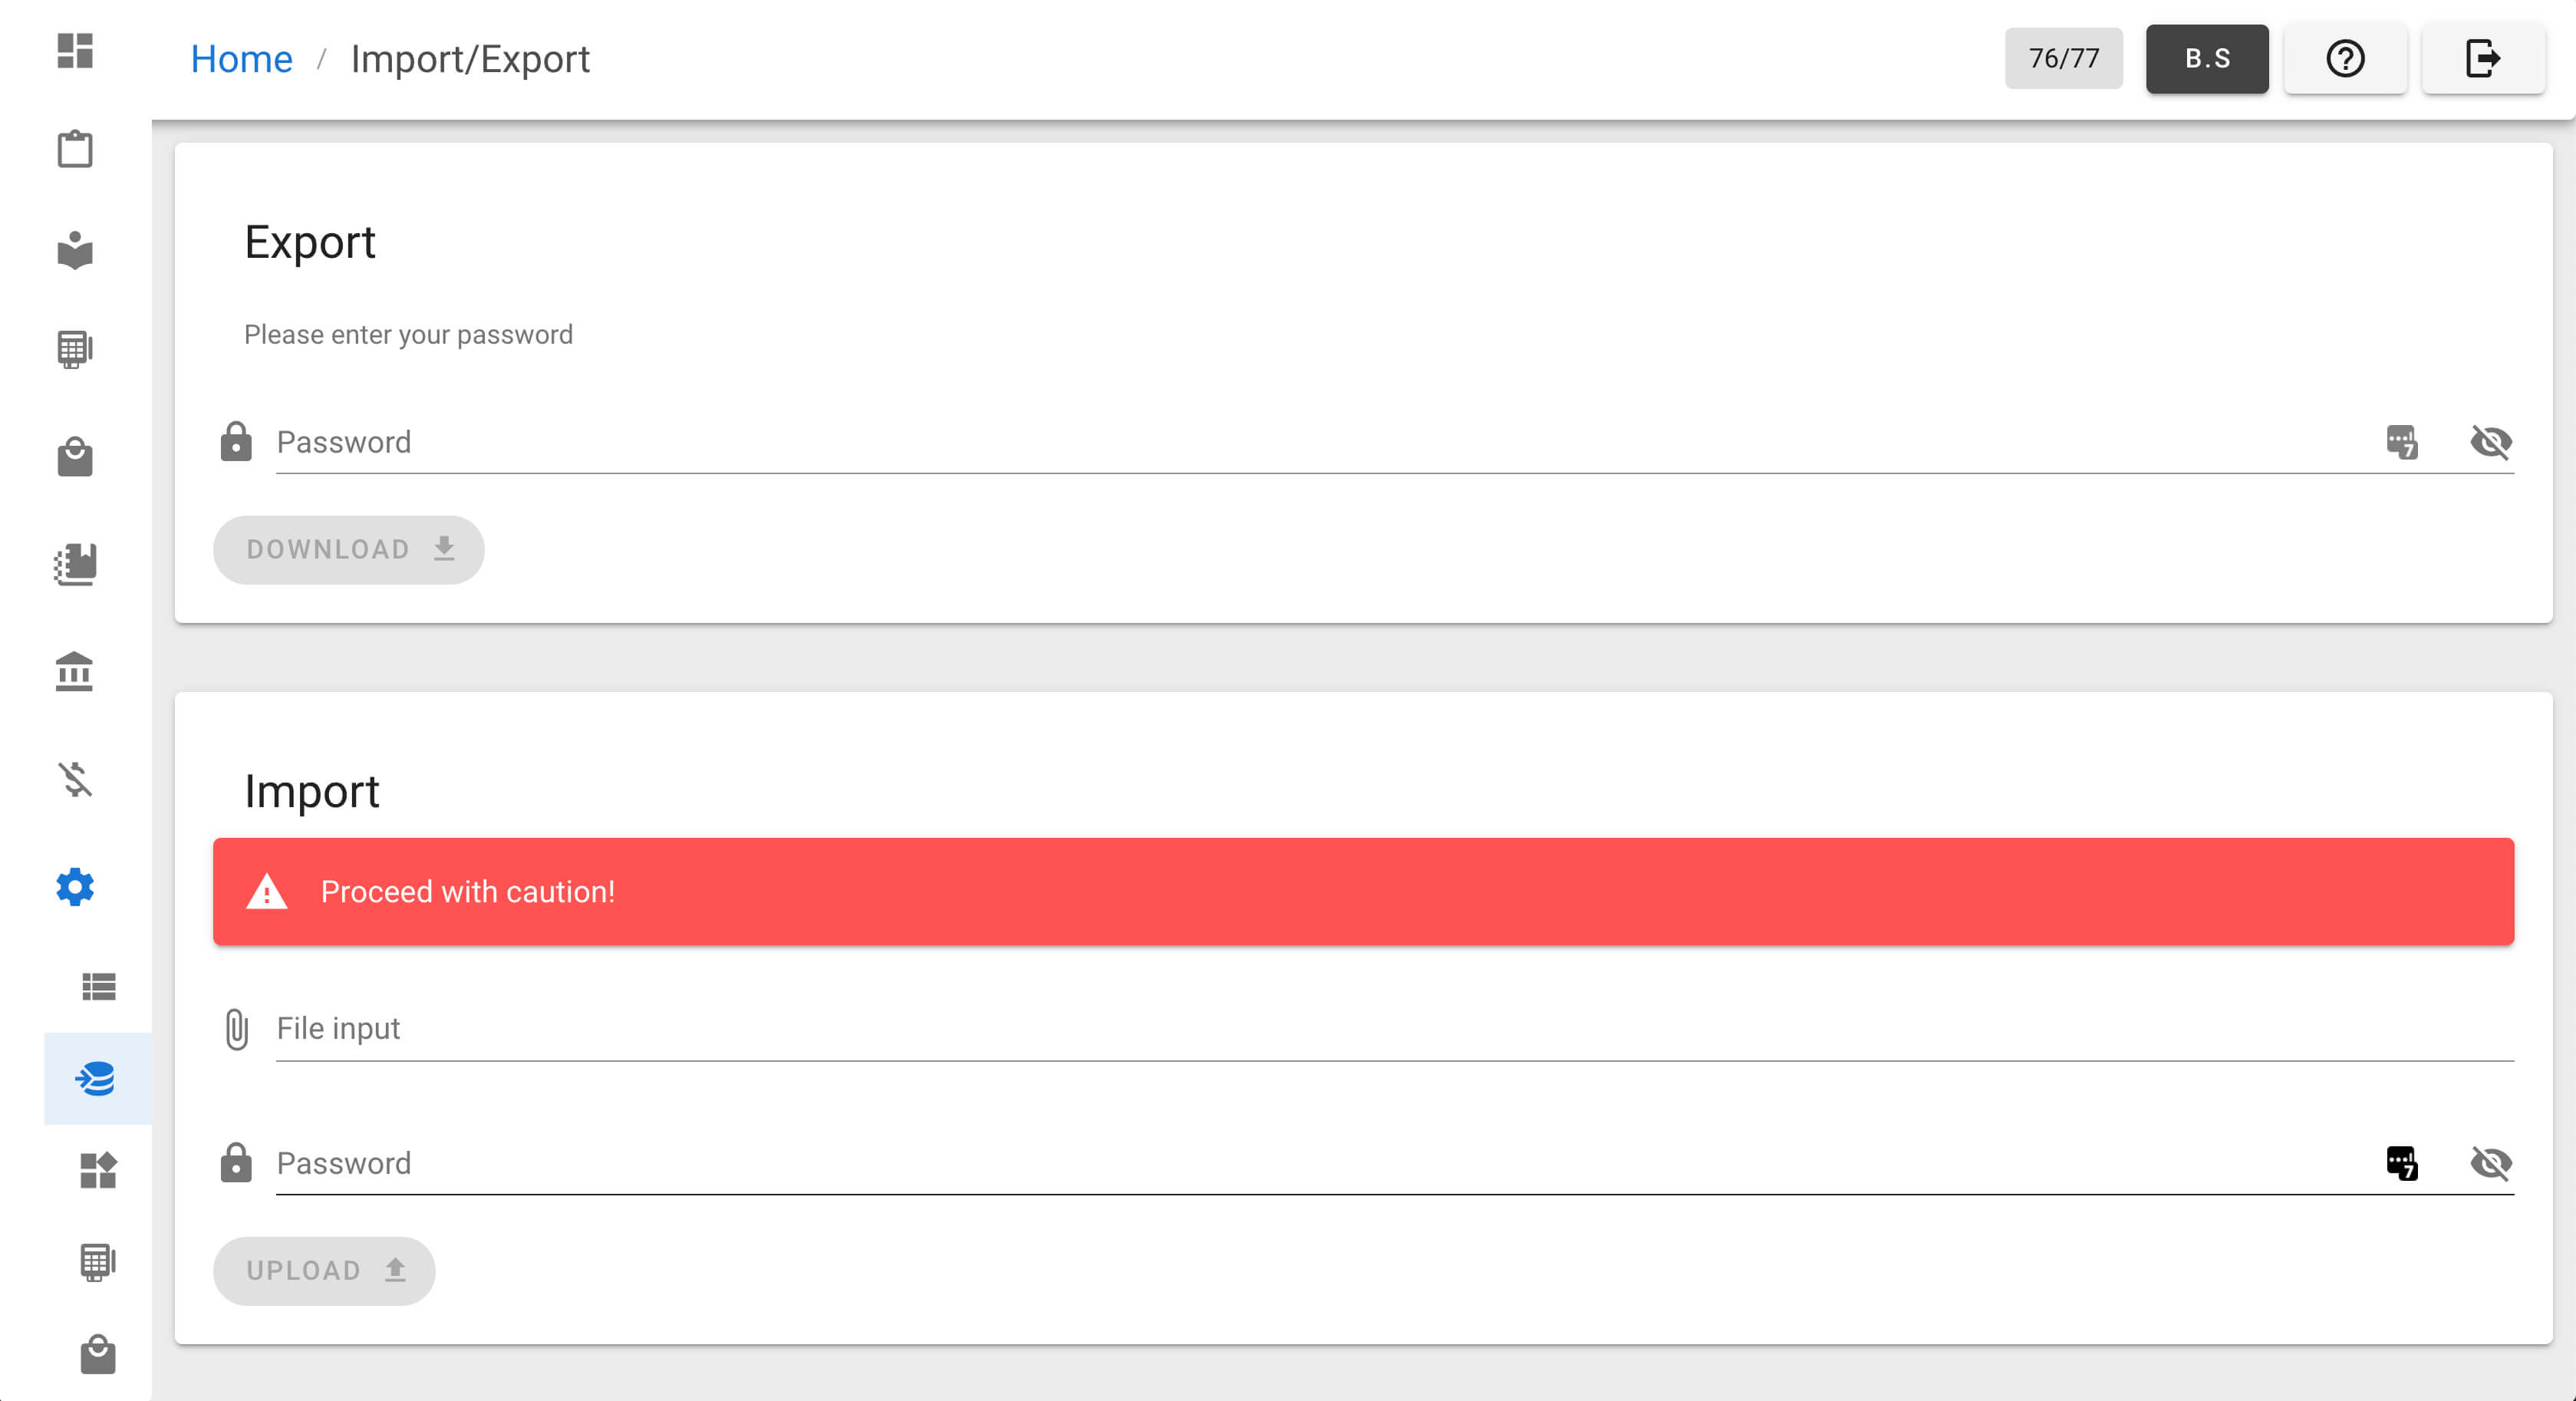 Home / Import/Export
76/77
B.S
Export
Please enter your password
Password
DOWNLOAD
Import
Proceed with caution!
File input
Password
UPLOAD